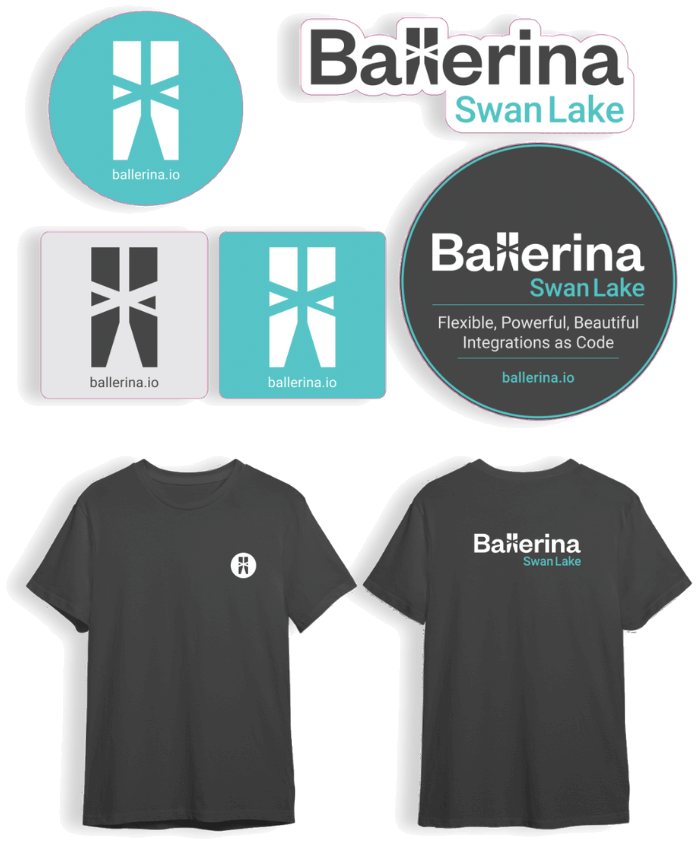 ballerina.io
Ballerina
Swan Lake
ballerina.io
ballerina.io
Ballerina
Swan Lake
Flexible, Powerful, Beautiful
Integrations as Code
ballerina.io
Ballerina
Swan Lake